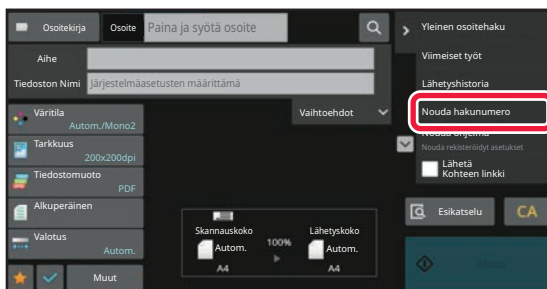 Osoitekirja
Osoite
Paina ja syötä osoite
Yleinen osoitehaku
Aihe
Viimeiset työt
Tiedoston Nimi
Järjestelmäasetusten määrittämä
Lähetyshistoria
Väritila
Autom./Mono2
Vaihtoehdot
Nouda hakunumero
Tarkkuus
200x200dpi
Nouda ohjelma
Nouda rekisteröidyt asetukset
Lähetä
Kohteen linkki
Tiedostomuoto
PDF
Alkuperäinen
Esikatselu
CA
Skannauskoko
Lähetyskoko
Autom.
100%
Autom.
A4
A4
Valotus
Autom.
Muut